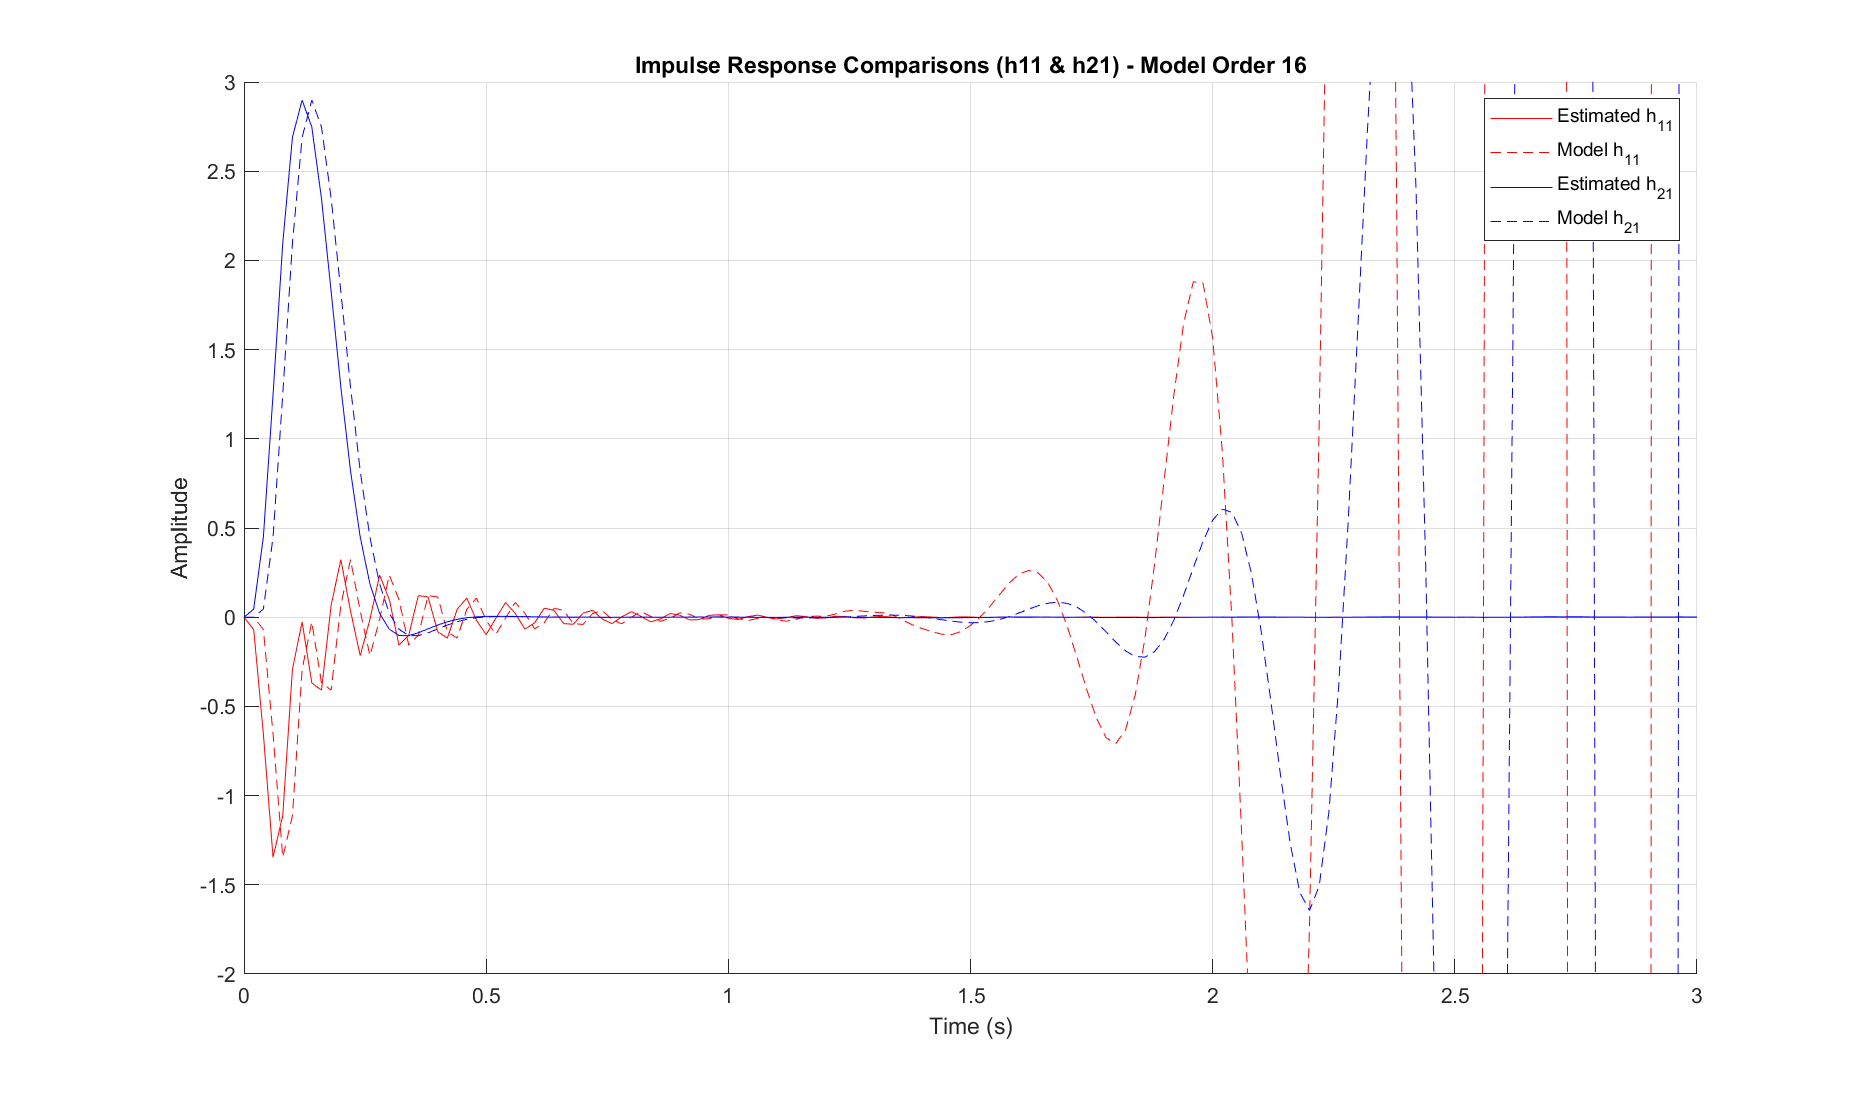 Impulse Response Comparisons (h11 & h21) - Model Order 16
3
2.5
2
1.5
1
0.5
0
-0.5
-1
-1.5
-2
Amplitude
Estimated h11
Model h11
Estimated h21
Model h21
0 0.5 1 1.5 2 2.5 3
Time (s)